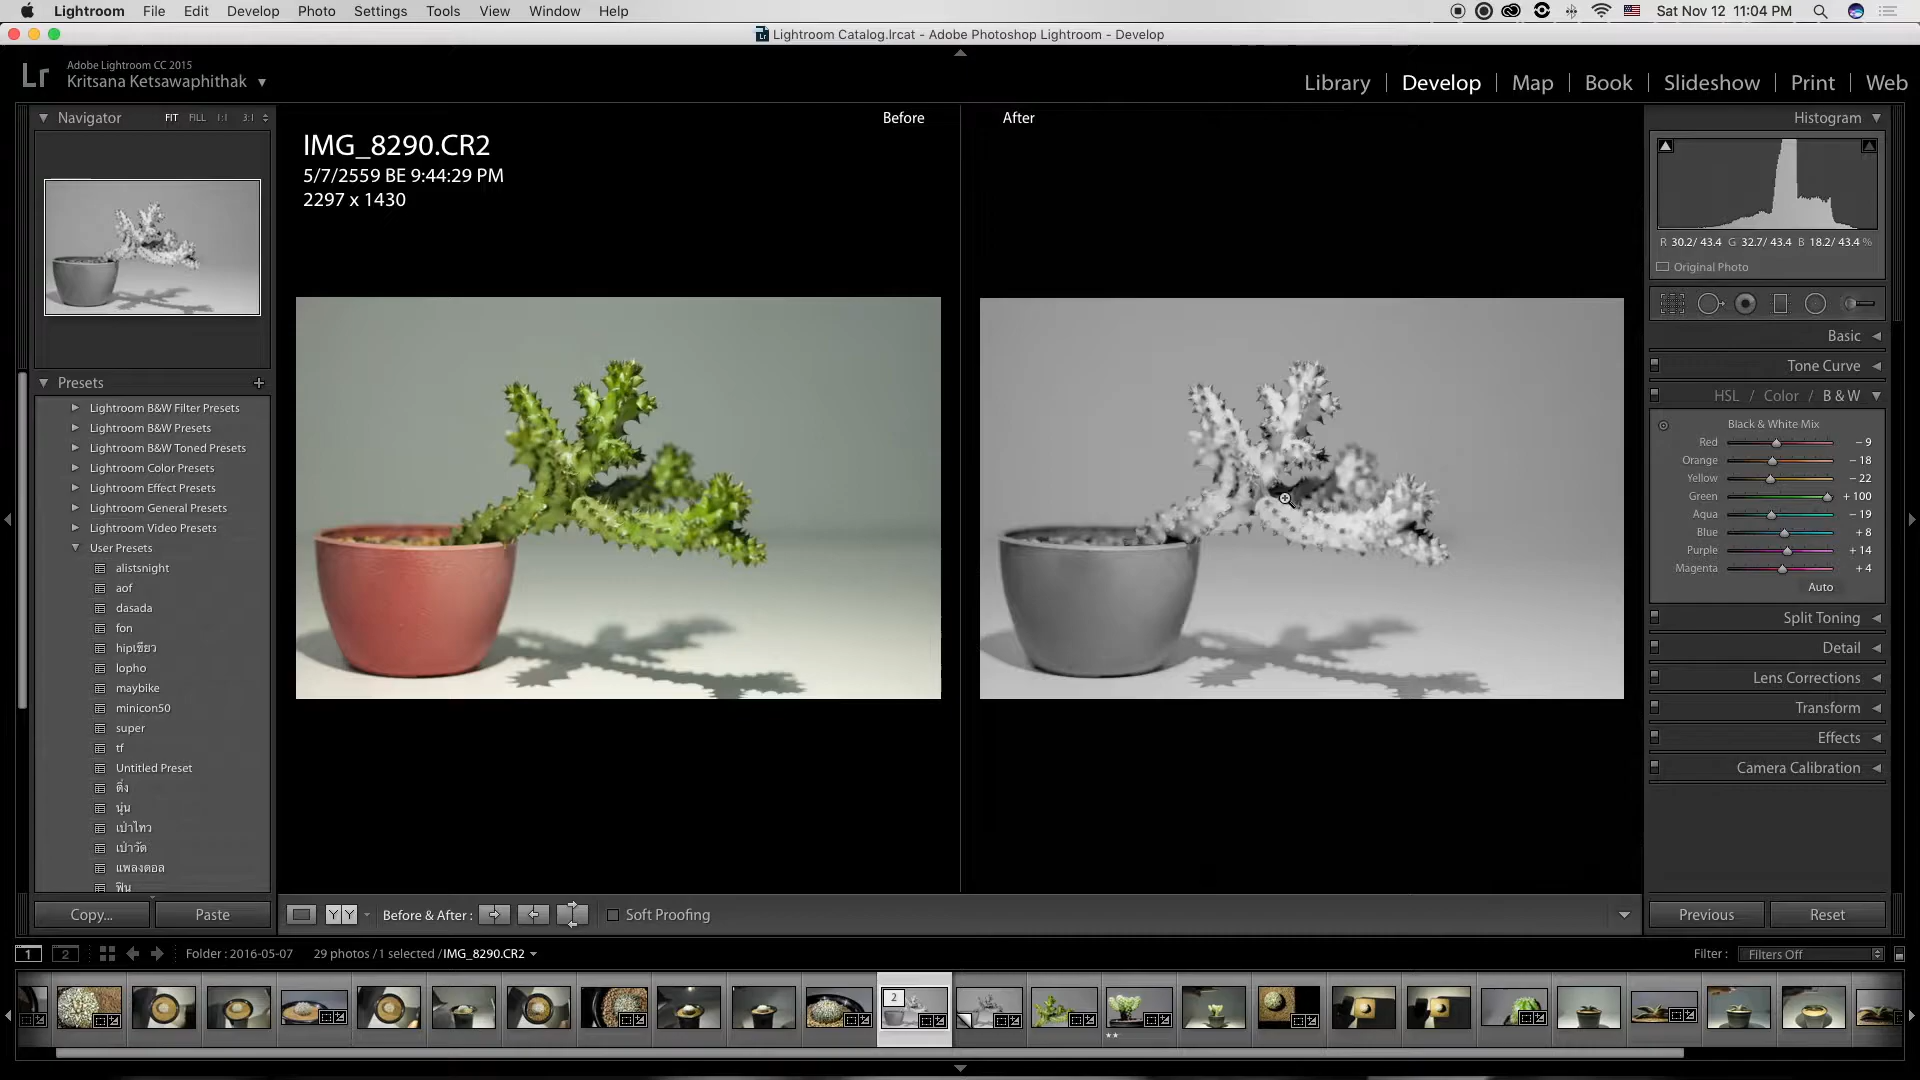 Lightroom File Edit Develop Photo Settings Tools View Window Help
Sat Nov 12 11:04 PM
Lightroom Catalog.lrcat - Adobe Photoshop Lightroom - Develop
Lr
Adobe Lightroom CC 2015
Kritsana Ketsawaphithak
Library | Develop | Map | Book | Slideshow | Print | Web
Navigator FIT FILL 1:1 3:1
Before
After
Histogram
IMG_8290.CR2
5/7/2559 BE 9:44:29 PM
2297 x 1430
R 30.2/ 43.4 G 32.7/ 43.4 B 18.2/ 43.4 %
Original Photo
Basic
Tone Curve
HSL / Color / B & W
Black & White Mix
Red - 9
Orange - 18
Yellow - 22
Green + 100
Aqua - 19
Blue + 8
Purple + 14
Magenta + 4
Auto
Split Toning
Detail
Lens Corrections
Transform
Effects
Camera Calibration
Presets +
Lightroom B&W Filter Presets
Lightroom B&W Presets
Lightroom B&W Toned Presets
Lightroom Color Presets
Lightroom Effect Presets
Lightroom General Presets
Lightroom Video Presets
User Presets
alistsnight
aof
dasada
fon
hipเขียว
lopho
maybike
minicon50
super
tf
Untitled Preset
ติ่ง
นุ่น
เป่าไทว
เป่าวัด
แพลงตอล
ฟิน
Copy... Paste
YY Before & After : Soft Proofing
Previous Reset
1 2 Folder : 2016-05-07 29 photos / 1 selected / IMG_8290.CR2
Filter : Filters Off
2